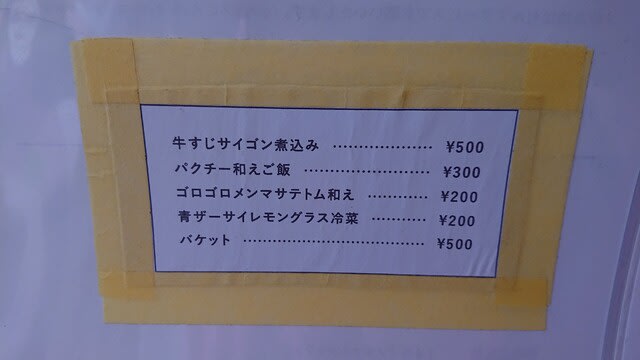 牛すじサイゴン煮込み ………………… ¥500
パクチー和えご飯 …………………… ¥300
ゴロゴロメンマサテトム和え ………… ¥200
青ザーサイレモングラス冷菜 ………… ¥200
バケット ……………………………… ¥500